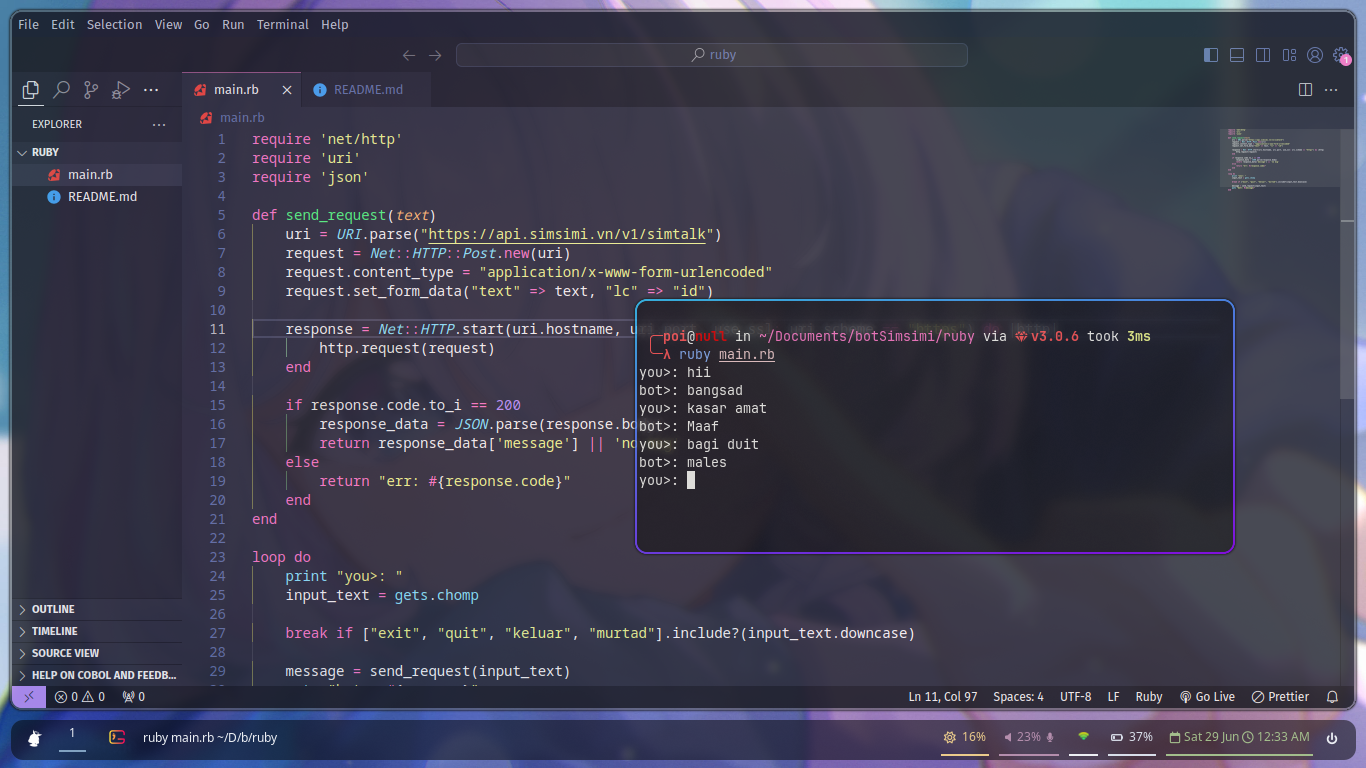 File Edit Selection View Go Run Terminal Help
ruby
1
main.rb
README.md
EXPLORER
main.rb
RUBY
main.rb
README.md
1 require 'net/http'
2 require 'uri'
3 require 'json'
4
5 def send_request(text)
6 uri = URI.parse("https://api.simsimi.vn/v1/simtalk")
7 request = Net::HTTP::Post.new(uri)
8 request.content_type = "application/x-www-form-urlencoded"
9 request.set_form_data("text" => text, "lc" => "id")
10
11 response = Net::HTTP.start(uri.hostname,
12 http.request(request)
13 end
14
15 if response.code.to_i == 200
16 response_data = JSON.parse(response.bo
17 return response_data['message'] || 'no
18 else
19 return "err: #{response.code}"
20 end
21 end
22
23 loop do
24 print "you>: "
25 input_text = gets.chomp
26
27 break if ["exit", "quit", "keluar", "murtad"].include?(input_text.downcase)
28
29 message = send_request(input_text)
poi@null in ~/Documents/botSimsimi/ruby via v3.0.6 took 3ms
λ ruby main.rb
you>: hii
bot>: bangsad
you>: kasar amat
bot>: Maaf
you>: bagi duit
bot>: males
you>:
OUTLINE
TIMELINE
SOURCE VIEW
HELP ON COBOL AND FEEDB...
0 0 0
Ln 11, Col 97 Spaces: 4 UTF-8 LF Ruby Go Live Prettier
1 ruby main.rb ~/D/b/ruby
16% 23% 37% Sat 29 Jun 12:33 AM